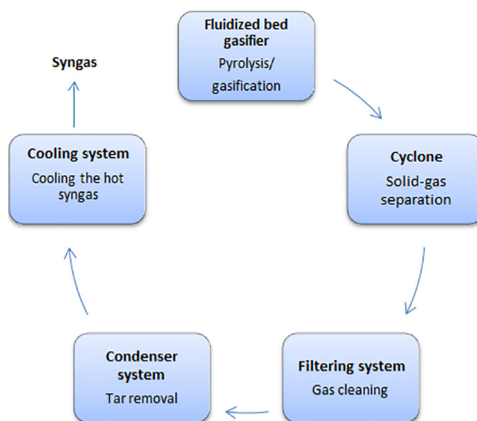 Fluidized bed
gasifier
Pyrolysis/
gasification
Cyclone
Solid-gas
separation
Filtering system
Gas cleaning
Condenser
system
Tar removal
Cooling system
Cooling the hot
syngas
Syngas